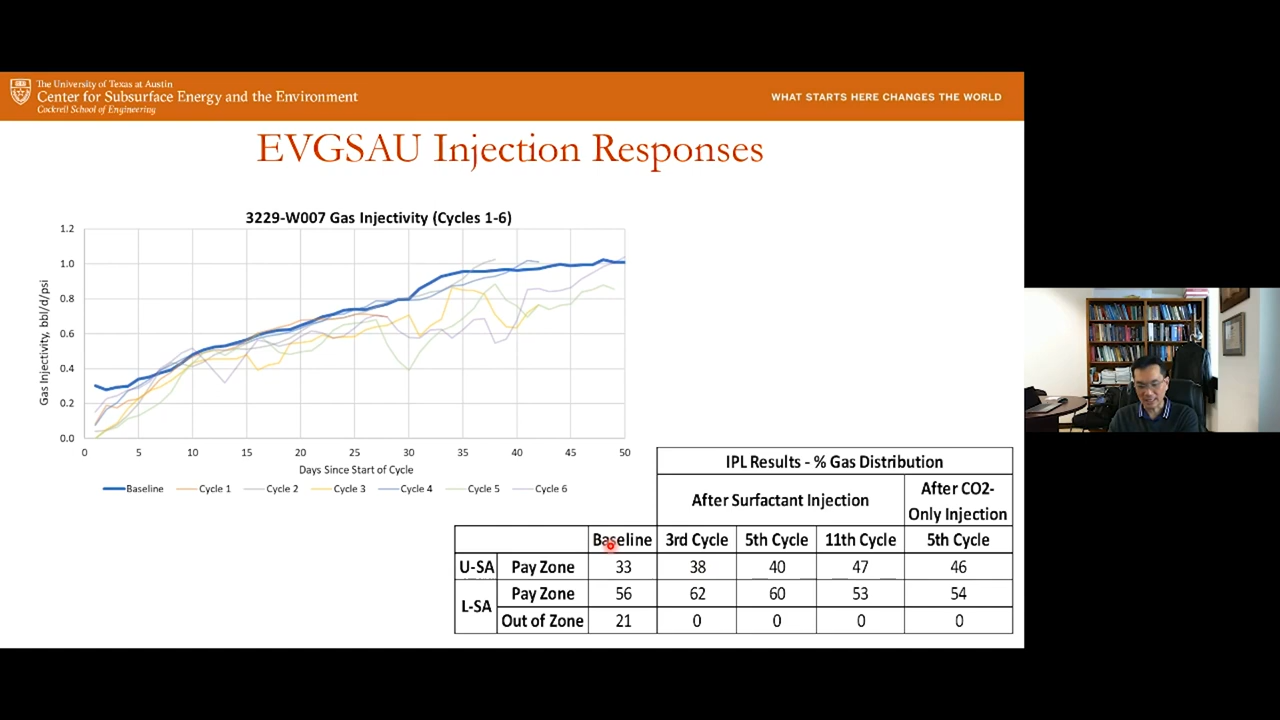 The University of Texas at Austin
Center for Subsurface Energy and the Environment
Cockrell School of Engineering
WHAT STARTS HERE CHANGES THE WORLD
EVGSAU Injection Responses
3229-W007 Gas Injectivity (Cycles 1-6)
Gas Injectivity, bbl/d/psi
1.2
1.0
0.8
0.6
0.4
0.2
0.0
0 5 10 15 20 25 30 35 40 45 50
Days Since Start of Cycle
Baseline Cycle 1 Cycle 2 Cycle 3 Cycle 4 Cycle 5 Cycle 6
IPL Results - % Gas Distribution
After Surfactant Injection
After CO2-
Only Injection
Baseline 3rd Cycle 5th Cycle 11th Cycle 5th Cycle
U-SA Pay Zone 33 38 40 47 46
L-SA Pay Zone 56 62 60 53 54
Out of Zone 21 0 0 0 0